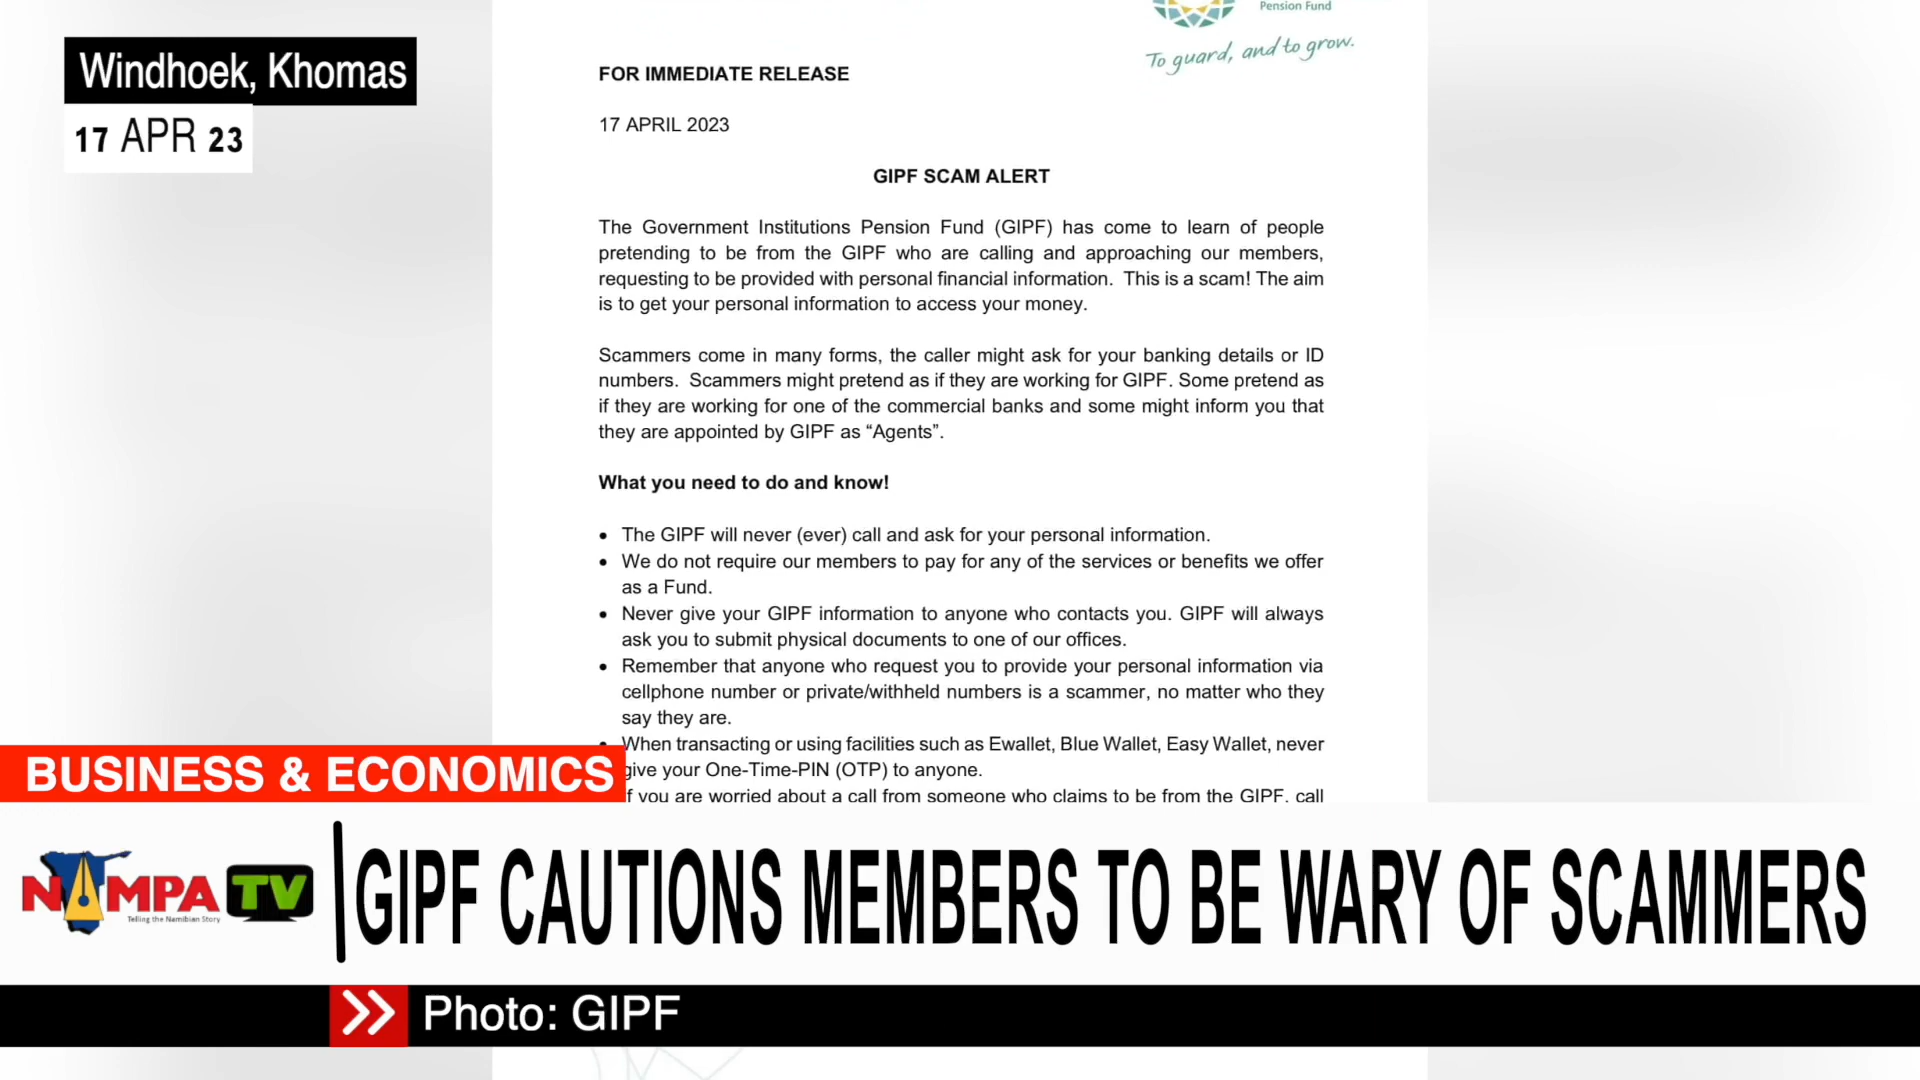 Pension Fund
To guard, and to grow.
Windhoek, Khomas
17 APR 23
FOR IMMEDIATE RELEASE
17 APRIL 2023
GIPF SCAM ALERT
The Government Institutions Pension Fund (GIPF) has come to learn of people
pretending to be from the GIPF who are calling and approaching our members,
requesting to be provided with personal financial information. This is a scam! The aim
is to get your personal information to access your money.
Scammers come in many forms, the caller might ask for your banking details or ID
numbers. Scammers might pretend as if they are working for GIPF. Some pretend as
if they are working for one of the commercial banks and some might inform you that
they are appointed by GIPF as “Agents”.
What you need to do and know!
• The GIPF will never (ever) call and ask for your personal information.
• We do not require our members to pay for any of the services or benefits we offer
as a Fund.
• Never give your GIPF information to anyone who contacts you. GIPF will always
ask you to submit physical documents to one of our offices.
• Remember that anyone who request you to provide your personal information via
cellphone number or private/withheld numbers is a scammer, no matter who they
say they are.
• When transacting or using facilities such as Ewallet, Blue Wallet, Easy Wallet, never
give your One-Time-PIN (OTP) to anyone.
If you are worried about a call from someone who claims to be from the GIPF, call
BUSINESS & ECONOMICS
NAMPA TV
Telling the Namibian Story
GIPF CAUTIONS MEMBERS TO BE WARY OF SCAMMERS
Photo: GIPF